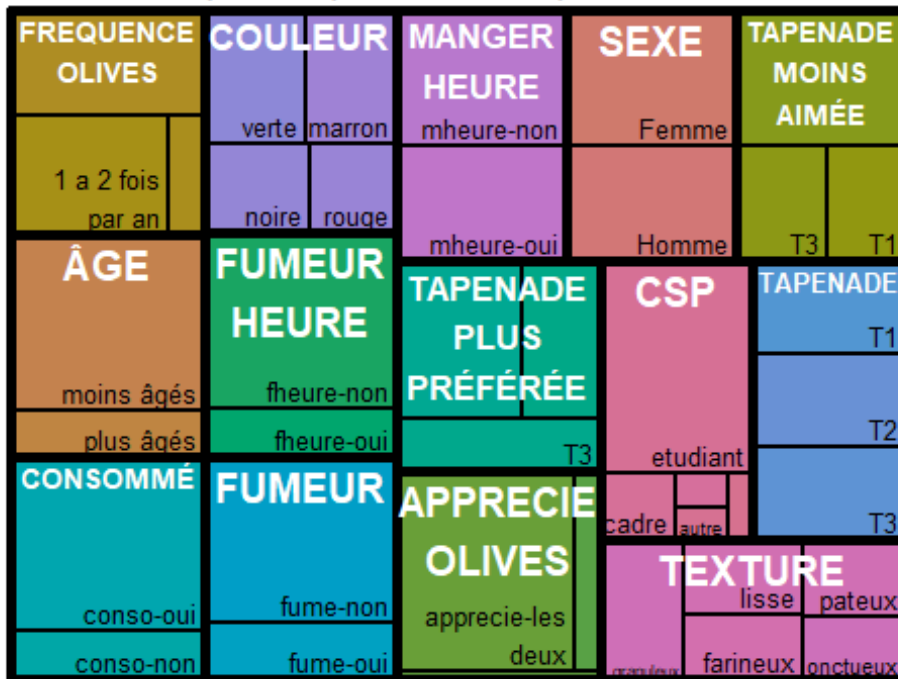 FREQUENCE
OLIVES
1 a 2 fois
par an
COULEUR
verte
marron
noire
rouge
MANGER
HEURE
mheure-non
mheure-oui
SEXE
Femme
Homme
TAPENADE
MOINS
AIMÉE
T3
T1
ÂGE
moins âgés
plus âgés
FUMEUR
HEURE
fheure-non
fheure-oui
TAPENADE
PLUS
PRÉFÉRÉE
T3
CSP
etudiant
cadre
autre
TAPENADE
T1
T2
T3
CONSOMMÉ
conso-oui
conso-non
FUMEUR
fume-non
fume-oui
APPRECIE
OLIVES
apprecie-les
deux
TEXTURE
lisse
pateux
granuleux
farineux
onctueux